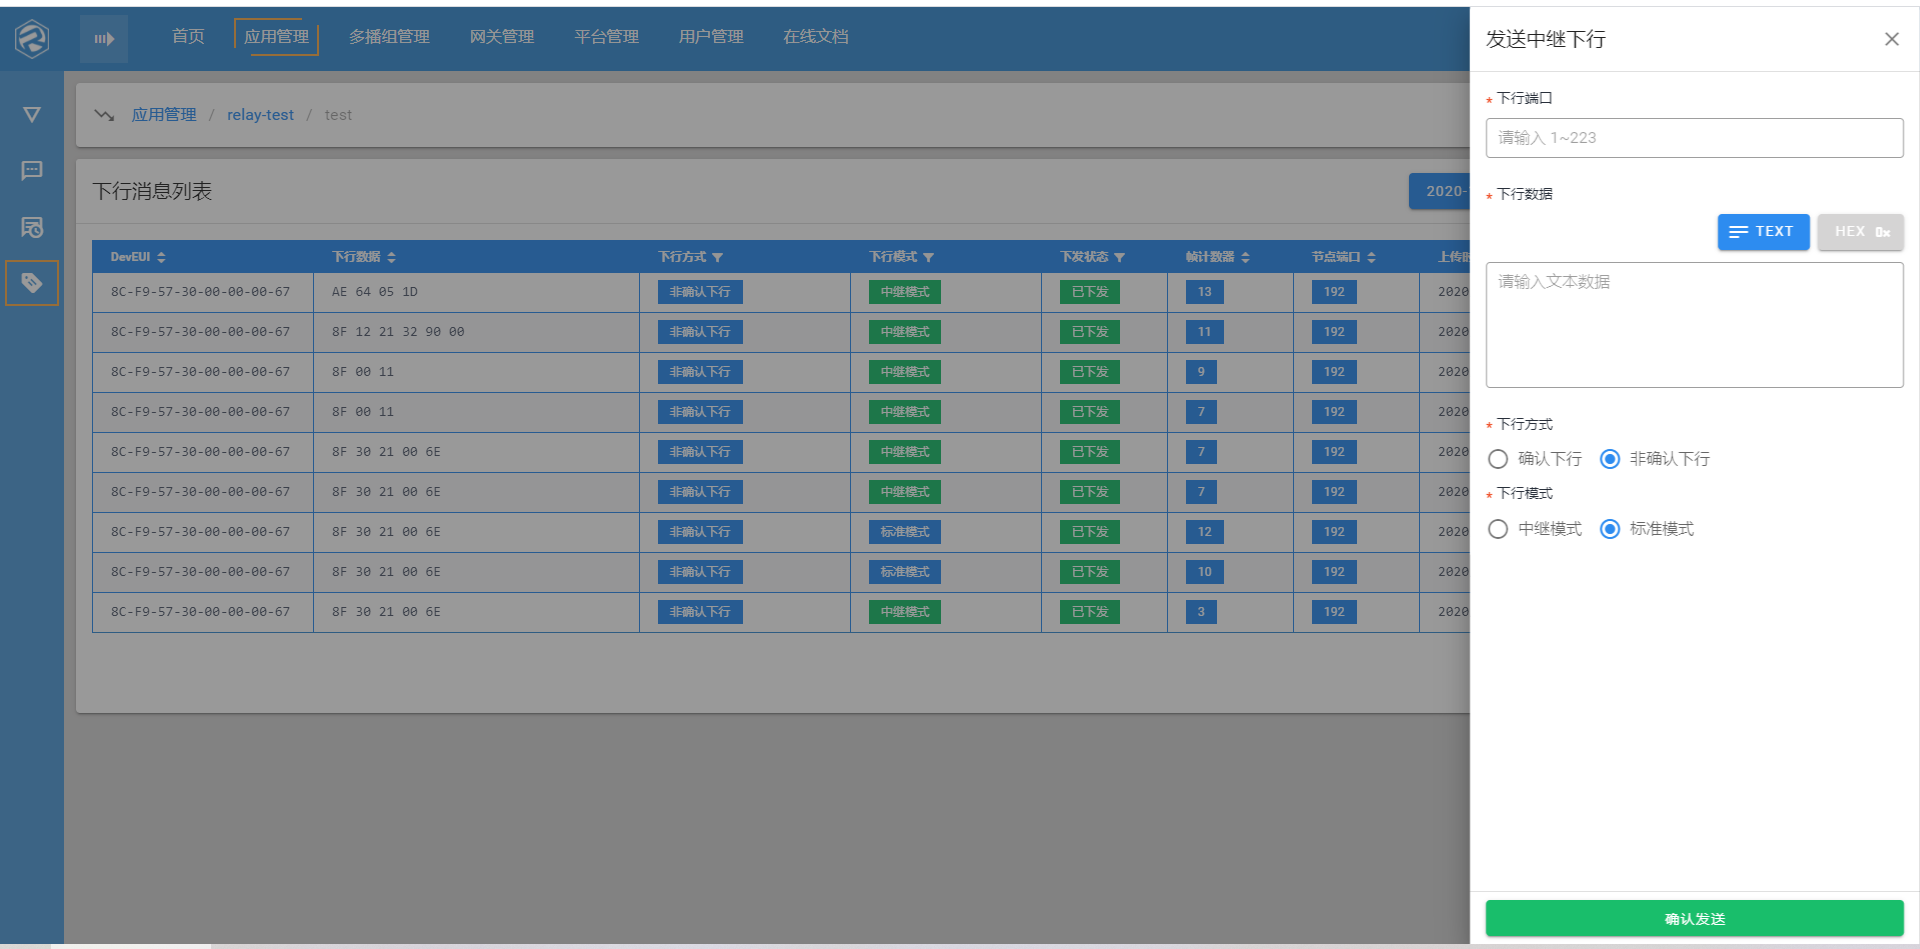 首页 应用管理 多播组管理 网关管理 平台管理 用户管理 在线文档
应用管理 / relay-test / test
下行消息列表 2020-
DevEUI 下行数据 下行方式 下行模式 下发状态 帧计数器 节点端口 上传
8C-F9-57-30-00-00-00-67 AE 64 05 1D 非确认下行 中继模式 已下发 13 192 2020
8C-F9-57-30-00-00-00-67 8F 12 21 32 90 00 非确认下行 中继模式 已下发 11 192 2020
8C-F9-57-30-00-00-00-67 8F 00 11 非确认下行 中继模式 已下发 9 192 2020
8C-F9-57-30-00-00-00-67 8F 00 11 非确认下行 中继模式 已下发 7 192 2020
8C-F9-57-30-00-00-00-67 8F 30 21 00 6E 非确认下行 中继模式 已下发 7 192 2020
8C-F9-57-30-00-00-00-67 8F 30 21 00 6E 非确认下行 中继模式 已下发 7 192 2020
8C-F9-57-30-00-00-00-67 8F 30 21 00 6E 非确认下行 标准模式 已下发 12 192 2020
8C-F9-57-30-00-00-00-67 8F 30 21 00 6E 非确认下行 标准模式 已下发 10 192 2020
8C-F9-57-30-00-00-00-67 8F 30 21 00 6E 非确认下行 中继模式 已下发 3 192 2020
发送中继下行
* 下行端口
请输入 1~223
* 下行数据
TEXT HEX 0x
请输入文本数据
* 下行方式
确认下行 非确认下行
* 下行模式
中继模式 标准模式
确认发送